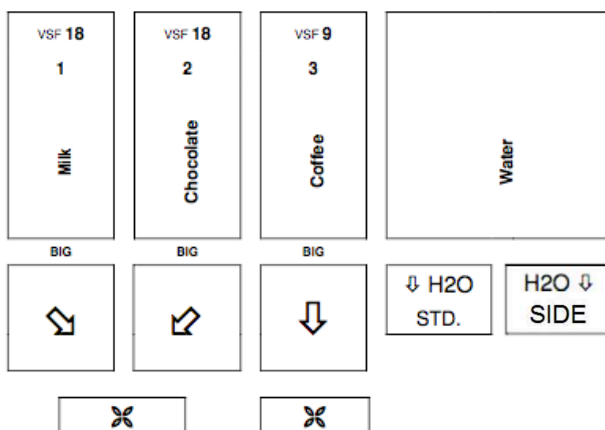 VSF 18
VSF 18
VSF 9
1
2
3
Milk
Chocolate
Coffee
Water
BIG
BIG
BIG
⇩ H2O
STD.
H2O ⇩
SIDE